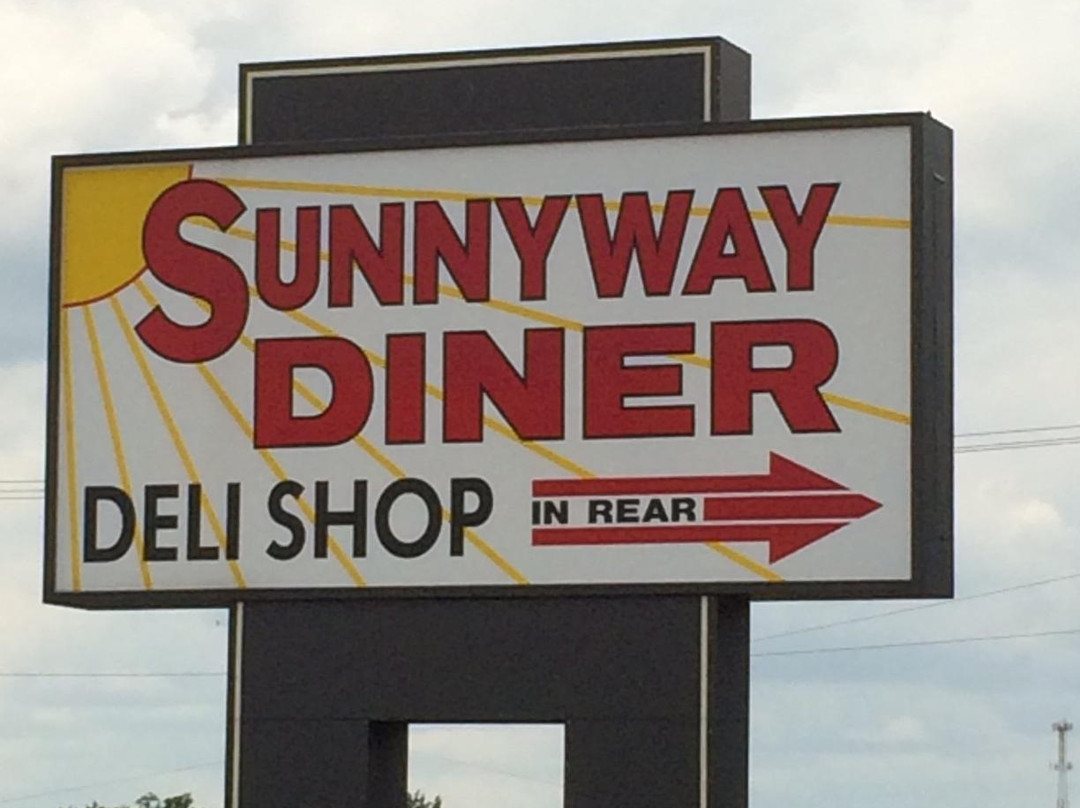 SUNNYWAY
DINER
DELI SHOP
IN REAR